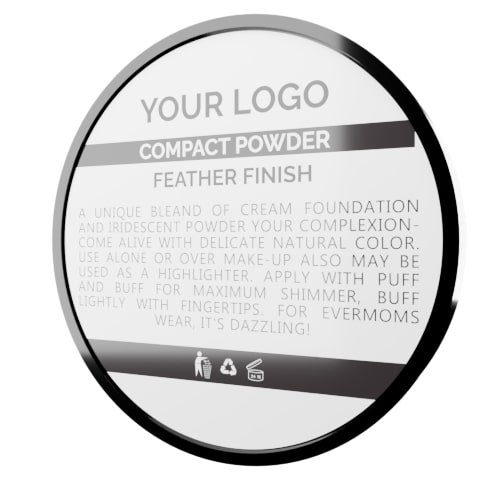 YOUR LOGO
COMPACT POWDER
FEATHER FINISH
A UNIQUE BLEAND OF CREAM FOUNDATION
AND IRIDESCENT POWDER YOUR COMPLEXION-
COME ALIVE WITH DELICATE NATURAL COLOR.
USE ALONE OR OVER MAKE-UP ALSO MAY BE
USED AS A HIGHLIGHTER. APPLY WITH PUFF
AND BUFF FOR MAXIMUM SHIMMER, BUFF
LIGHTLY WITH FINGERTIPS. FOR EVERMOMS
WEAR, IT'S DAZZLING!